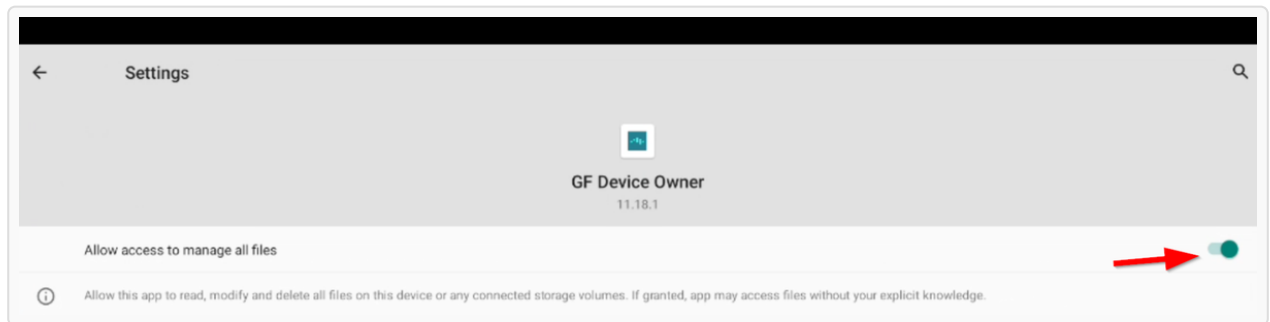 Settings
GF Device Owner
11.18.1
Allow access to manage all files
Allow this app to read, modify and delete all files on this device or any connected storage volumes. If granted, app may access files without your explicit knowledge.